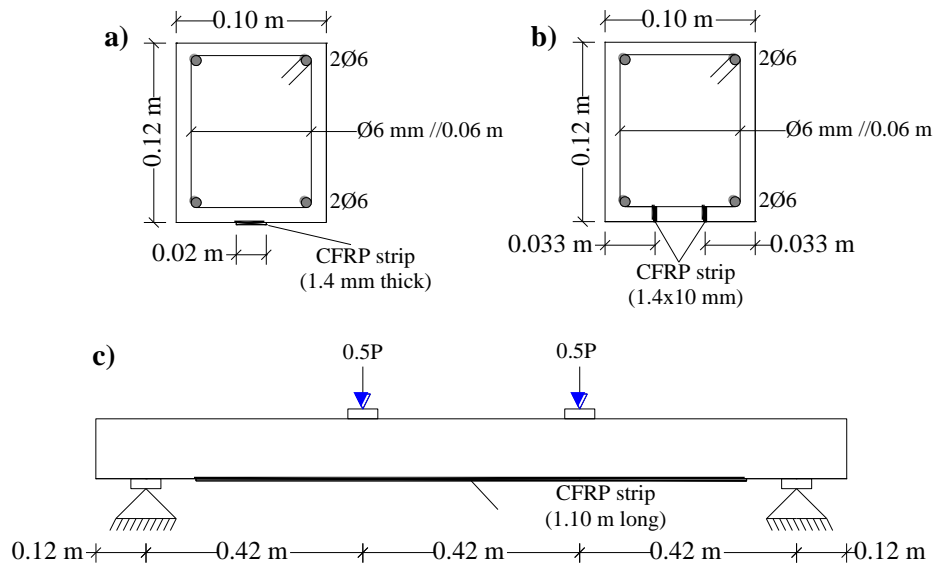 a)
0.10 m
2Ø6
0.12 m
Ø6 mm //0.06 m
2Ø6
0.02 m
CFRP strip
(1.4 mm thick)
b)
0.10 m
2Ø6
0.12 m
Ø6 mm //0.06 m
2Ø6
0.033 m
0.033 m
CFRP strip
(1.4x10 mm)
c)
0.5P
0.5P
CFRP strip
(1.10 m long)
0.12 m
0.42 m
0.42 m
0.42 m
0.12 m